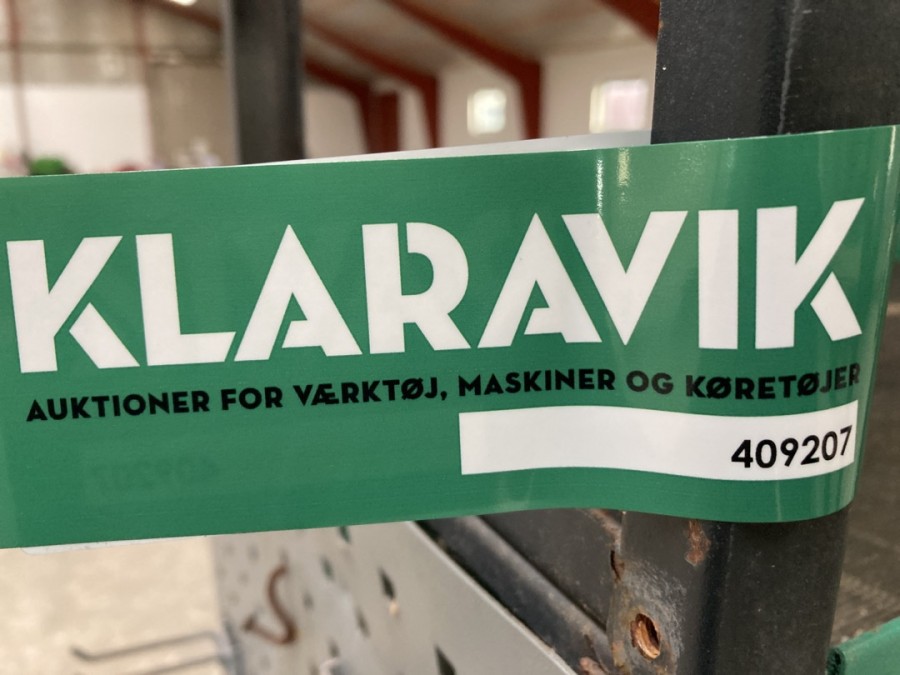 KLARAVIK
AUKTIONER FOR VÆRKTØJ, MASKINER OG KØRETØJER
409207